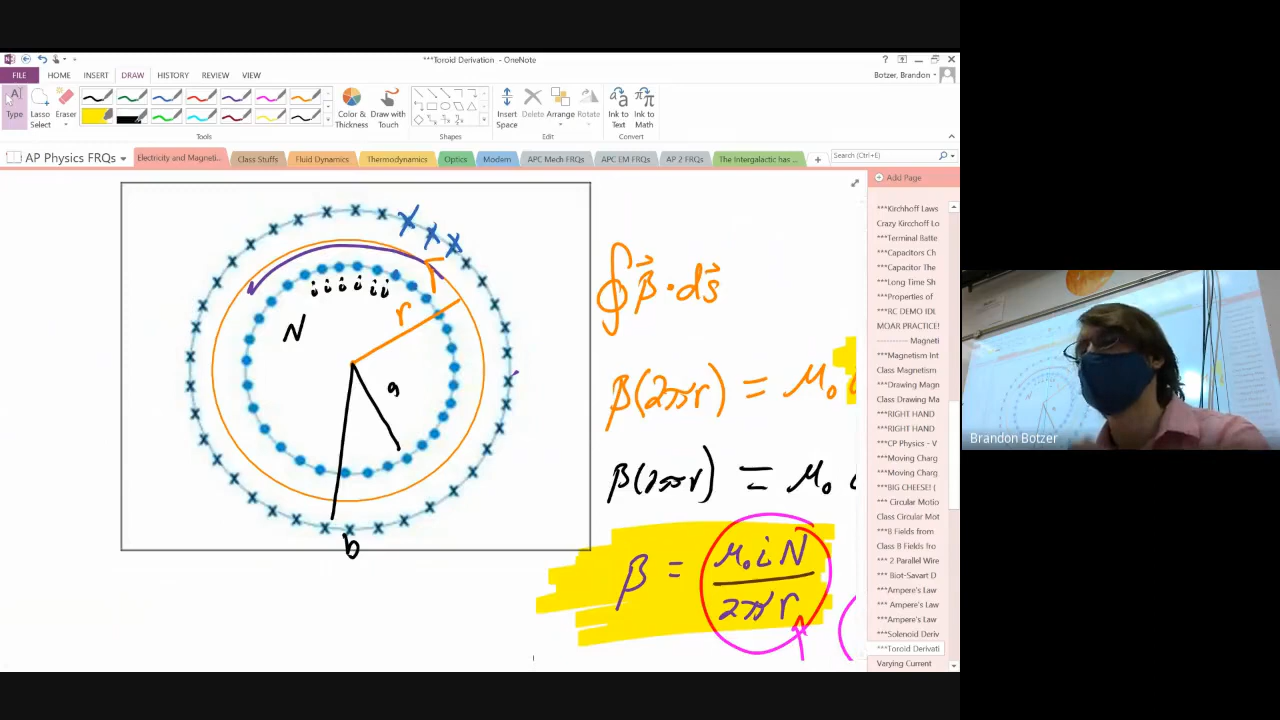 ***Toroid Derivation - OneNote
FILE HOME INSERT DRAW HISTORY REVIEW VIEW
Botzer, Brandon
Type
Lasso Select
Eraser
Color & Thickness
Draw with Touch
Insert Space
Delete
Arrange
Rotate
Ink to Text
Ink to Math
Tools
Shapes
Edit
Convert
AP Physics FRQs
Electricity and Magneti...
Class Stuffs
Fluid Dynamics
Thermodynamics
Optics
Modern
APC Mech FRQs
APC EM FRQs
AP 2 FRQs
The Intergalactic has ...
Search (Ctrl+E)
Add Page
***Kirchhoff Laws
Crazy Kirchhoff Lo
***Terminal Batte
***Capacitors Ch
***Capacitor The
***Long Time Sh
***Properties of
***RC DEMO IDL
MOAR PRACTICE!
---------- Magneti
***Magnetism Int
Class Magnetism
***Drawing Magn
Class Drawing Ma
***RIGHT HAND
***RIGHT HAND
***CP Physics - V
***Moving Charg
***Moving Charg
***BIG CHEESE! (
*** Circular Motio
Class Circular Mot
***B Fields from
Class B Fields fro
*** 2 Parallel Wire
*** Biot-Savart D
***Ampere's Law
*** Ampere's Law
***Ampere's Law
***Solenoid Deriv
***Toroid Derivati
Varying Current
i i i i i i
N
r
a
b
∮ B⃗ · ds⃗
B(2πr) = μ₀
B(2πr) = μ₀
B = μ₀ i N / 2πr
Brandon Botzer